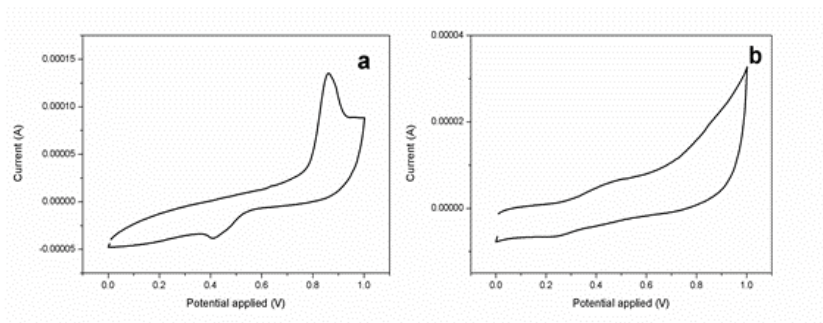 a
0.00015
0.00010
0.00005
0.00000
-0.00005
Current (A)
0.0 0.2 0.4 0.6 0.8 1.0
Potential applied (V)
b
0.00004
0.00002
0.00000
Current (A)
0.0 0.2 0.4 0.6 0.8 1.0
Potential applied (V)